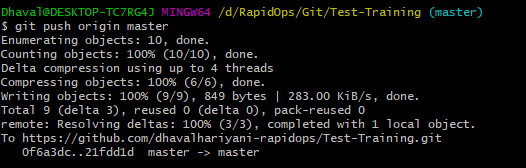 Dhaval@DESKTOP-TC7RG4J MINGW64 /d/RapidOps/Git/Test-Training (master)
$ git push origin master
Enumerating objects: 10, done.
Counting objects: 100% (10/10), done.
Delta compression using up to 4 threads
Compressing objects: 100% (6/6), done.
Writing objects: 100% (9/9), 849 bytes | 283.00 KiB/s, done.
Total 9 (delta 3), reused 0 (delta 0), pack-reused 0
remote: Resolving deltas: 100% (3/3), completed with 1 local object.
To https://github.com/dhavalhariyani-rapidops/Test-Training.git
   0f6a3dc..21fdd1d  master -> master